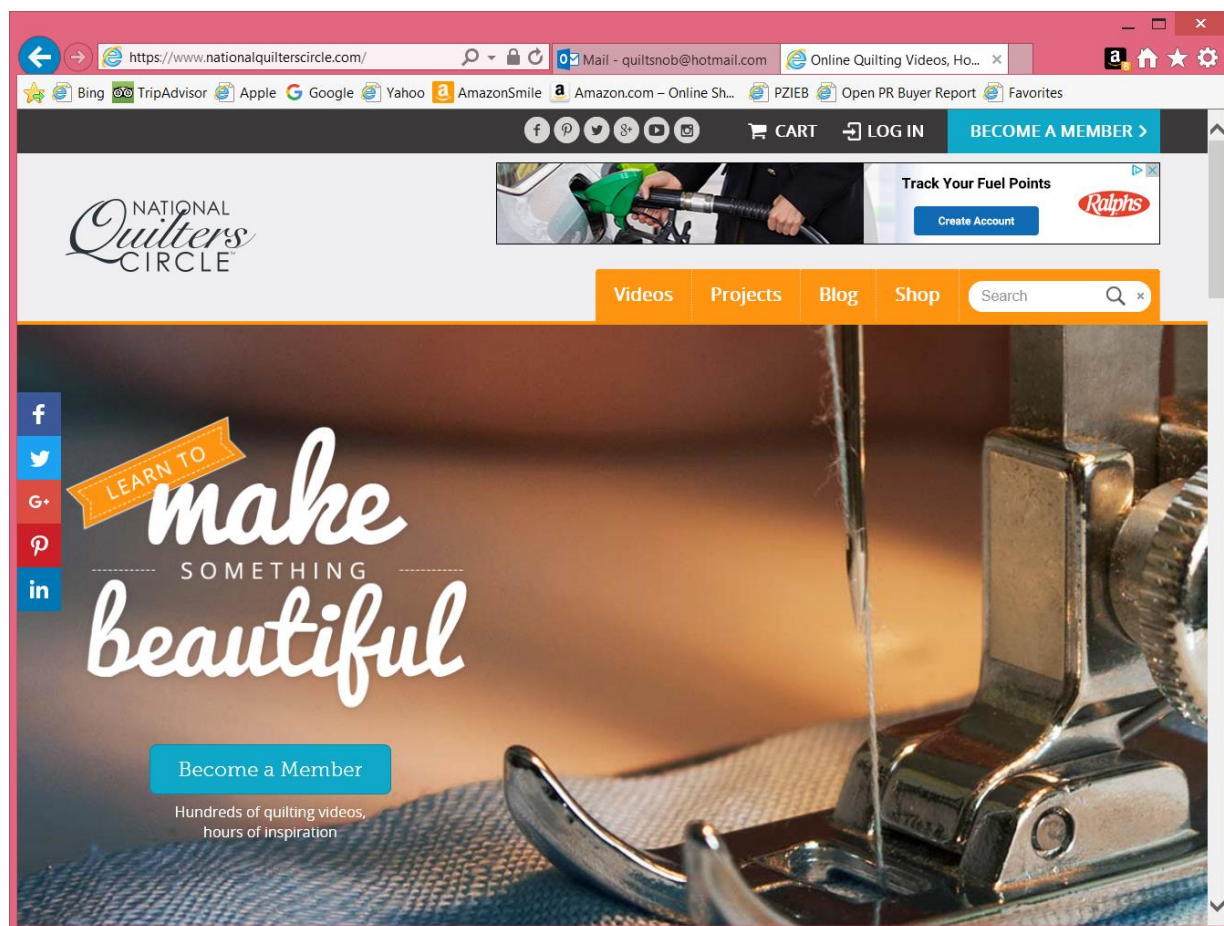 https://www.nationalquilterscircle.com/
Mail - quiltsnob@hotmail.com
Online Quilting Videos, Ho...
Bing TripAdvisor Apple Google Yahoo AmazonSmile Amazon.com – Online Sh... PZIEB Open PR Buyer Report Favorites
CART LOG IN BECOME A MEMBER >
Track Your Fuel Points
Create Account
Ralphs
NATIONAL
Quilters
CIRCLE
Videos Projects Blog Shop Search
LEARN TO
make
SOMETHING
beautiful
Become a Member
Hundreds of quilting videos,
hours of inspiration